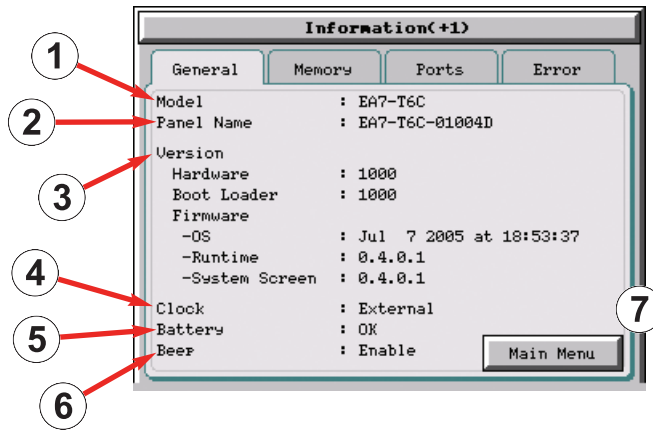 Information(+1)
General Memory Ports Error
1 Model : EA7-T6C
2 Panel Name : EA7-T6C-01004D
3 Version
Hardware : 1000
Boot Loader : 1000
Firmware
-OS : Jul 7 2005 at 18:53:37
-Runtime : 0.4.0.1
-System Screen : 0.4.0.1
4 Clock : External
5 Battery : OK
6 Beep : Enable
7 Main Menu